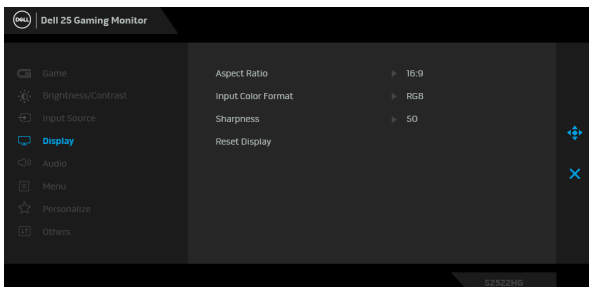 DELL Dell 25 Gaming Monitor
Game
Aspect Ratio 16:9
Brightness/Contrast
Input Color Format RGB
Input Source
Sharpness 50
Display
Reset Display
Audio
Menu
Personalize
Others
S2522HG